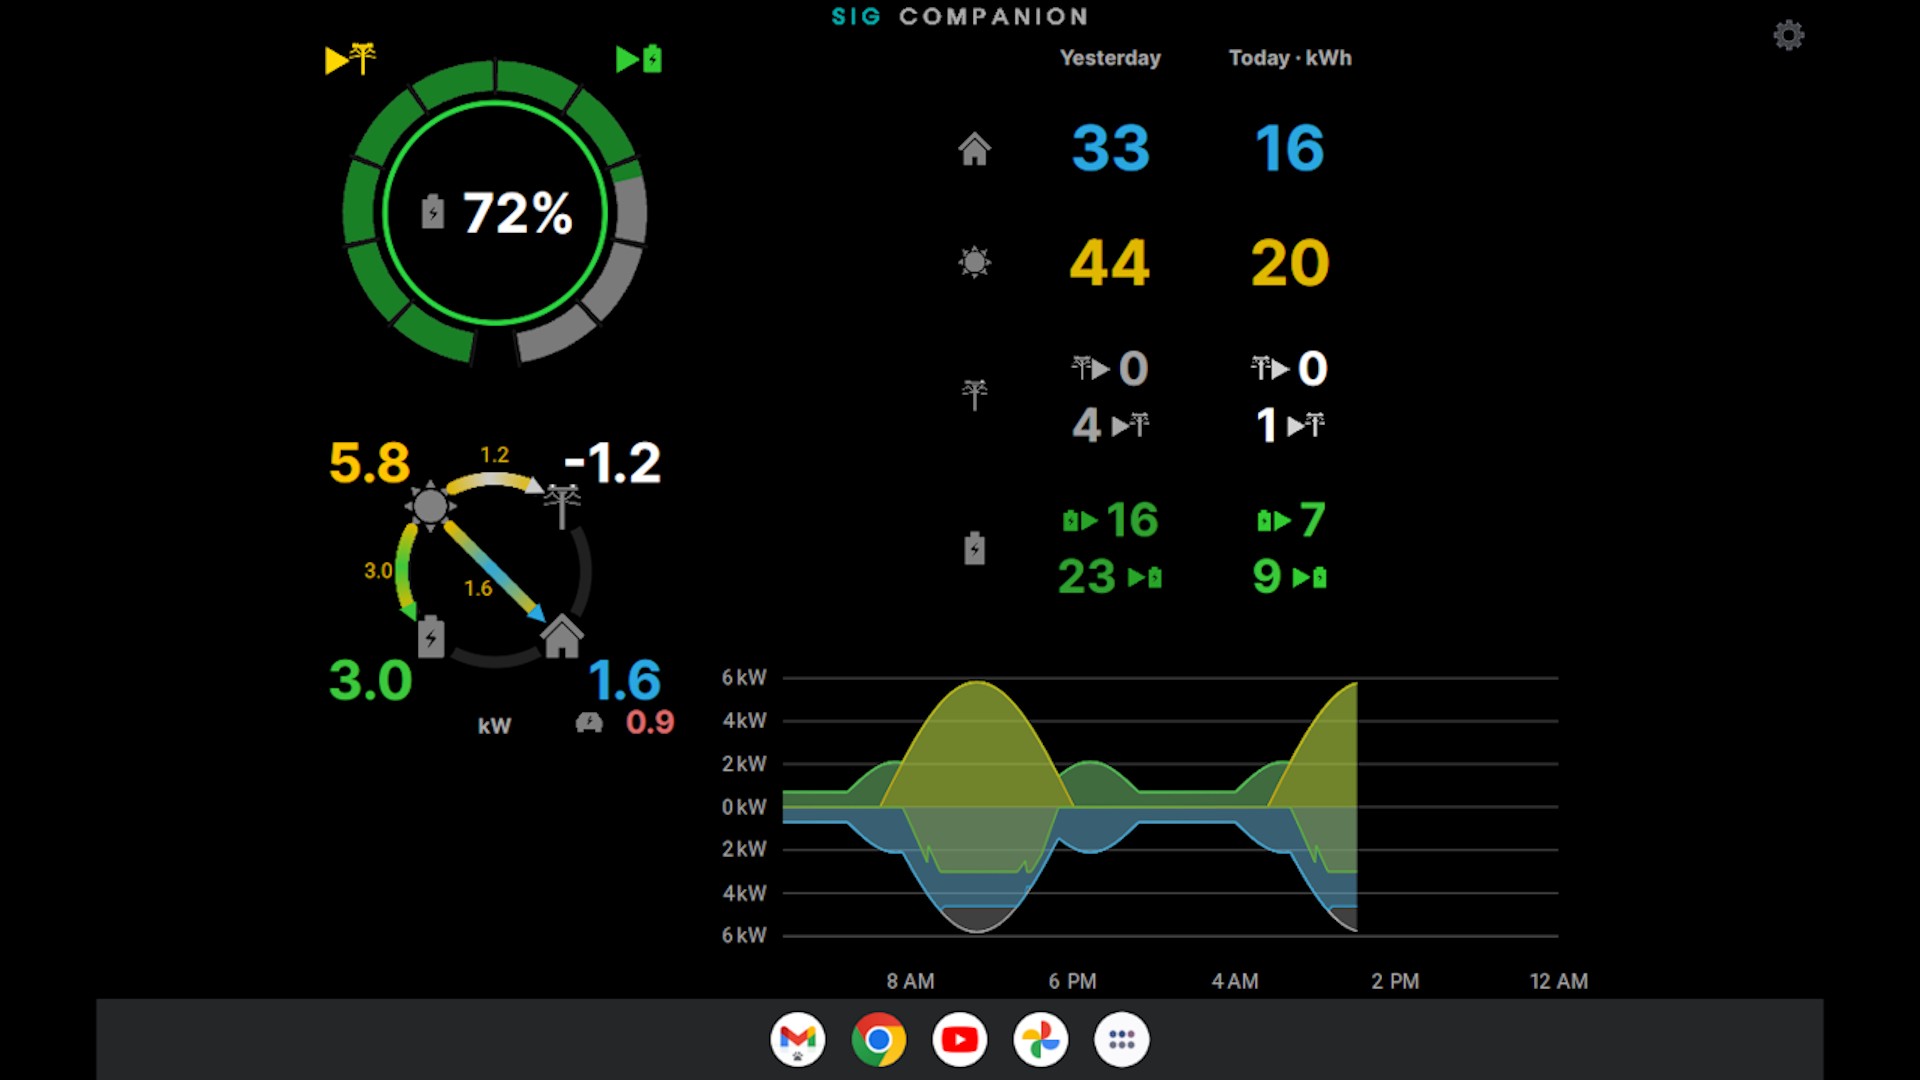 SIG COMPANION
Yesterday Today · kWh
72%
33 16
44 20
0 0
4 1
16 7
23 9
5.8 1.2 -1.2
3.0 1.6
3.0 1.6
kW 0.9
6 kW
4 kW
2 kW
0 kW
2 kW
4 kW
6 kW
8 AM 6 PM 4 AM 2 PM 12 AM